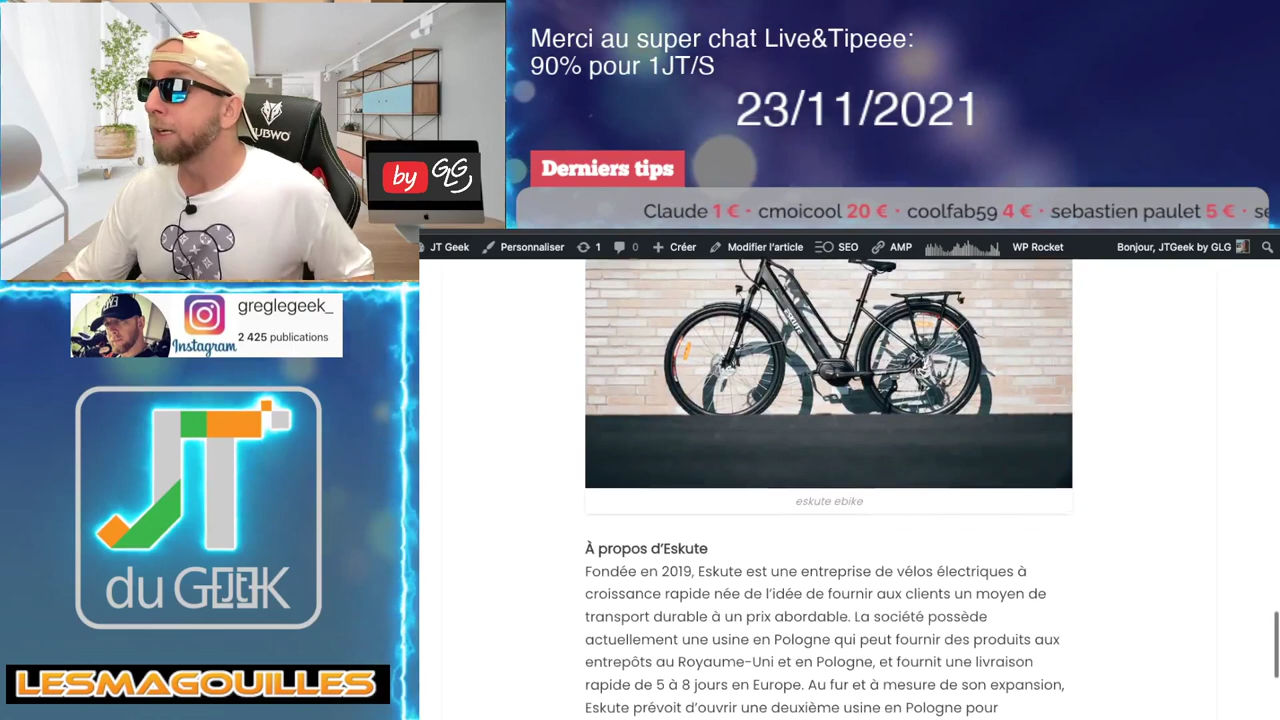 Merci au super chat Live&Tipeee:
90% pour 1JT/S
23/11/2021
Derniers tips
Claude 1 € · cmoicool 20 € · coolfab59 4 € · sebastien paulet 5 € · se
by GLG
JT Geek Personnaliser 1 0 Créer Modifier l'article SEO AMP WP Rocket Bonjour, JTGeek by GLG
greglegeek_
2 425 publications
Instagram
JT
du GEEK
LESMAGOUILLES
eskute ebike
À propos d'Eskute
Fondée en 2019, Eskute est une entreprise de vélos électriques à
croissance rapide née de l'idée de fournir aux clients un moyen de
transport durable à un prix abordable. La société possède
actuellement une usine en Pologne qui peut fournir des produits aux
entrepôts au Royaume-Uni et en Pologne, et fournit une livraison
rapide de 5 à 8 jours en Europe. Au fur et à mesure de son expansion,
Eskute prévoit d'ouvrir une deuxième usine en Pologne pour